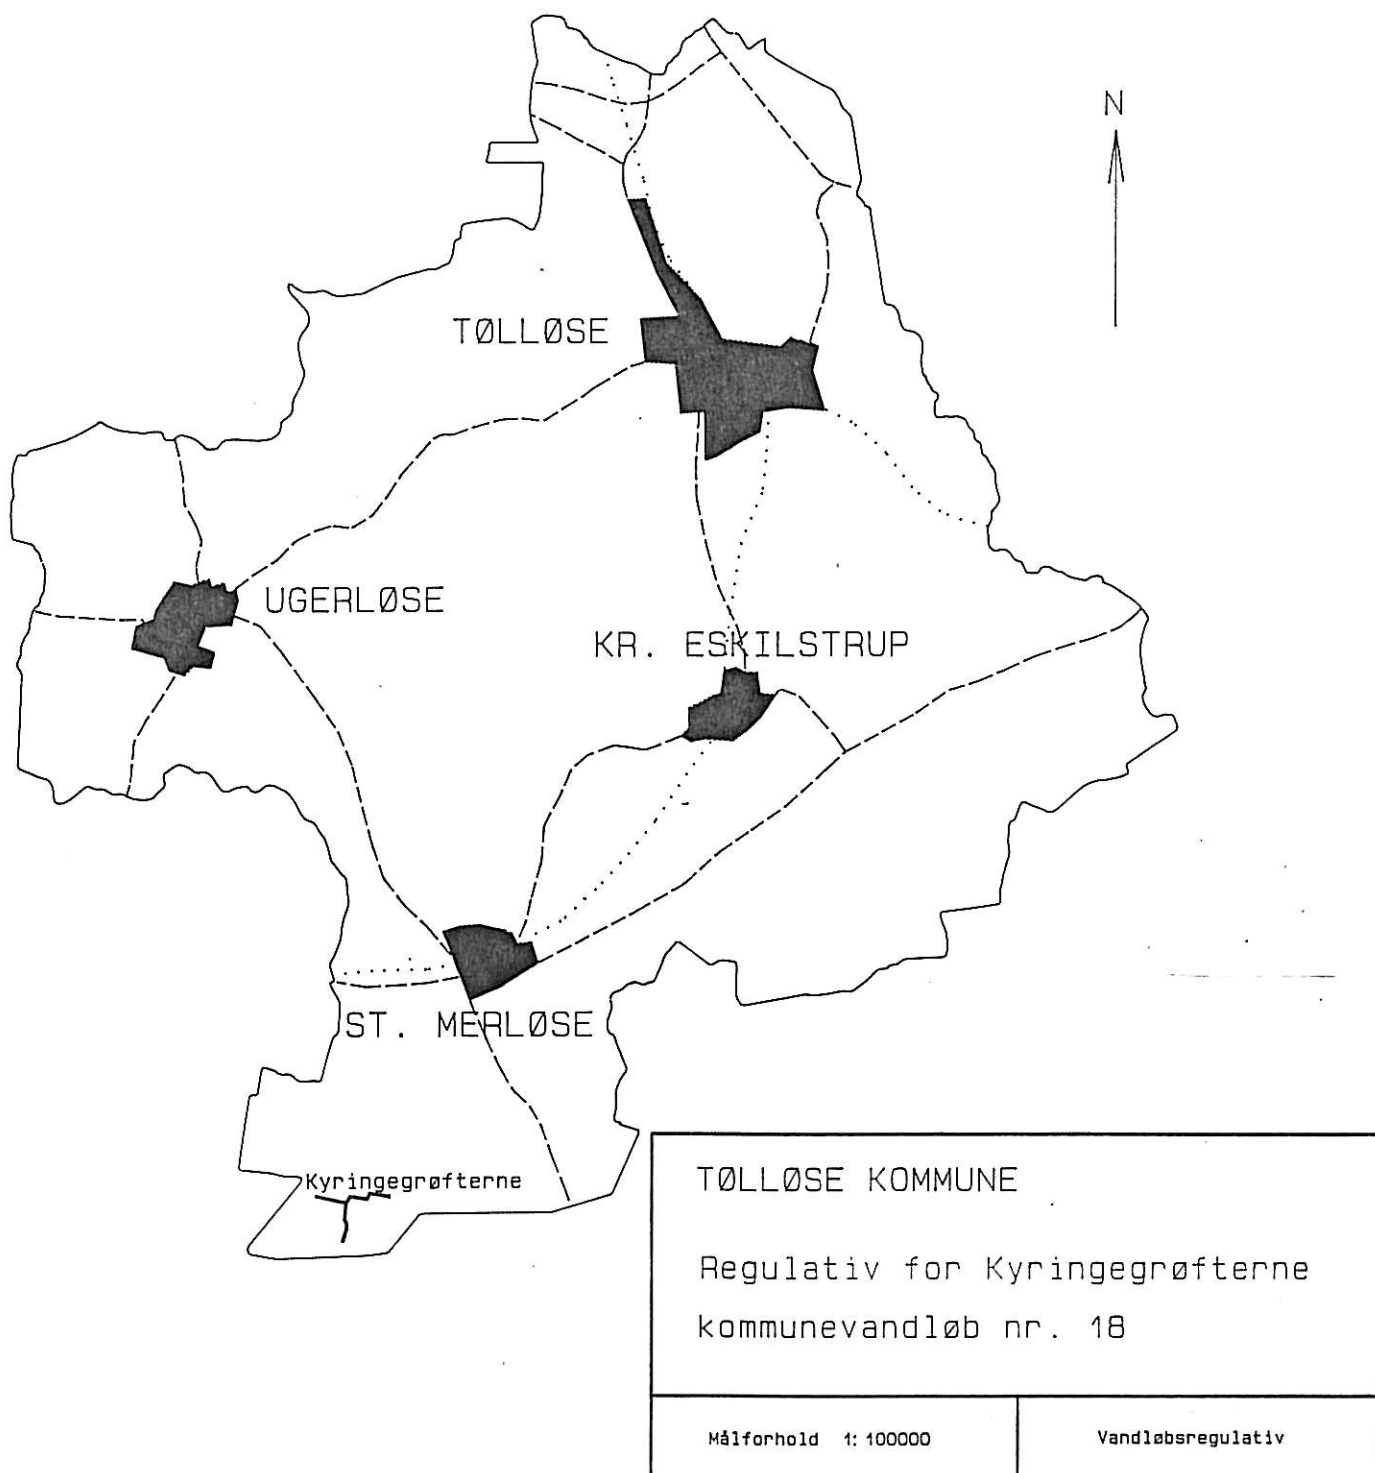 N
TØLLØSE
UGERLØSE
KR. ESKILSTRUP
ST. MERLØSE
Kyringegrøfterne
TØLLØSE KOMMUNE
Regulativ for Kyringegrøfterne
kommunevandløb nr. 18
Målforhold 1:100000
Vandløbsregulativ